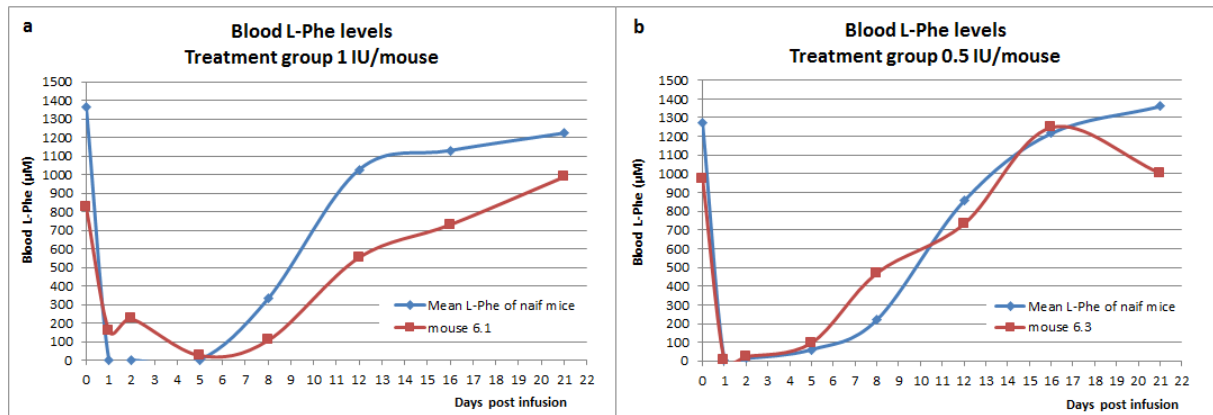 a
Blood L-Phe levels
Treatment group 1 IU/mouse
Blood L-Phe (µM)
1500
1400
1300
1200
1100
1000
900
800
700
600
500
400
300
200
100
0
0 1 2 3 4 5 6 7 8 9 10 11 12 13 14 15 16 17 18 19 20 21 22
Days post infusion
Mean L-Phe of naif mice
mouse 6.1
b
Blood L-Phe levels
Treatment group 0.5 IU/mouse
Blood L-Phe (µM)
1500
1400
1300
1200
1100
1000
900
800
700
600
500
400
300
200
100
0
0 1 2 3 4 5 6 7 8 9 10 11 12 13 14 15 16 17 18 19 20 21 22
Days post infusion
Mean L-Phe of naif mice
mouse 6.3